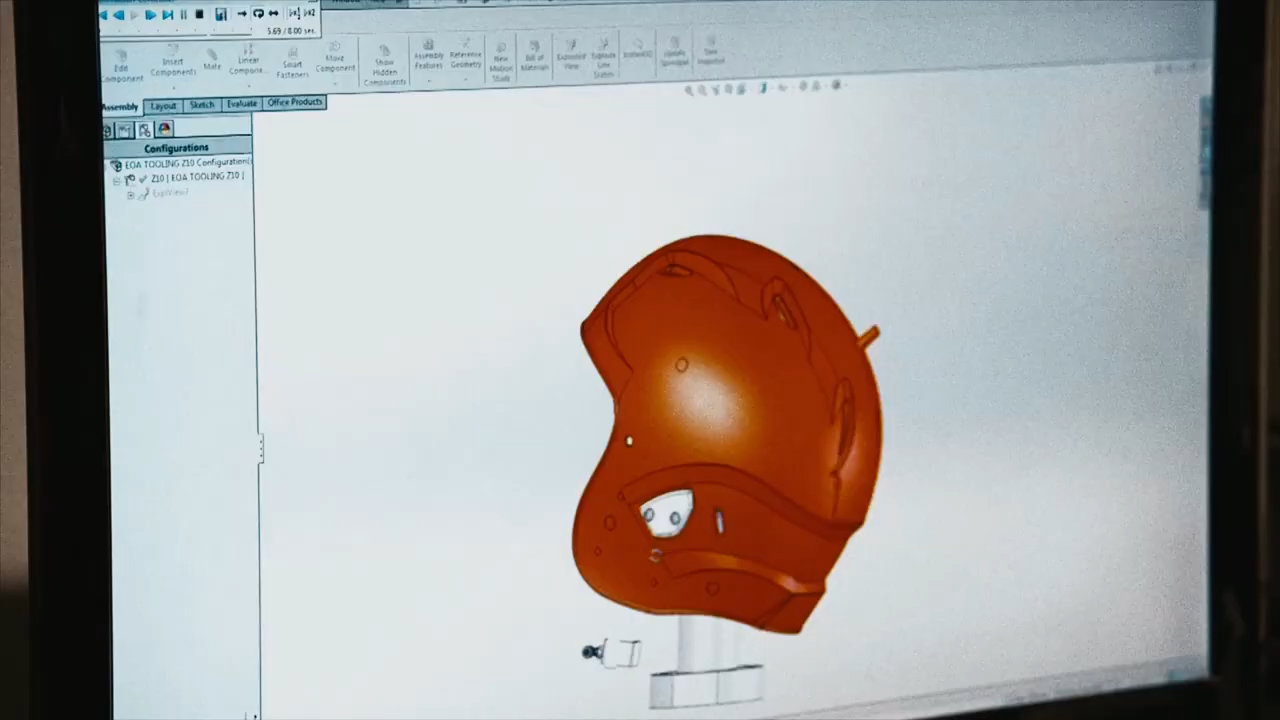 5.69 / 8.00 sec.
Edit Component
Insert Components
Mate
Linear Compone...
Smart Fasteners
Move Component
Show Hidden Components
Assembly Features
Reference Geometry
New Motion Study
Bill of Materials
Exploded View
Explode Line Sketch
Assembly Layout Sketch Evaluate Office Products
Configurations
EOA TOOLING Z10 Configuration(
Z10 [ EOA TOOLING Z10 ]
ExplView1